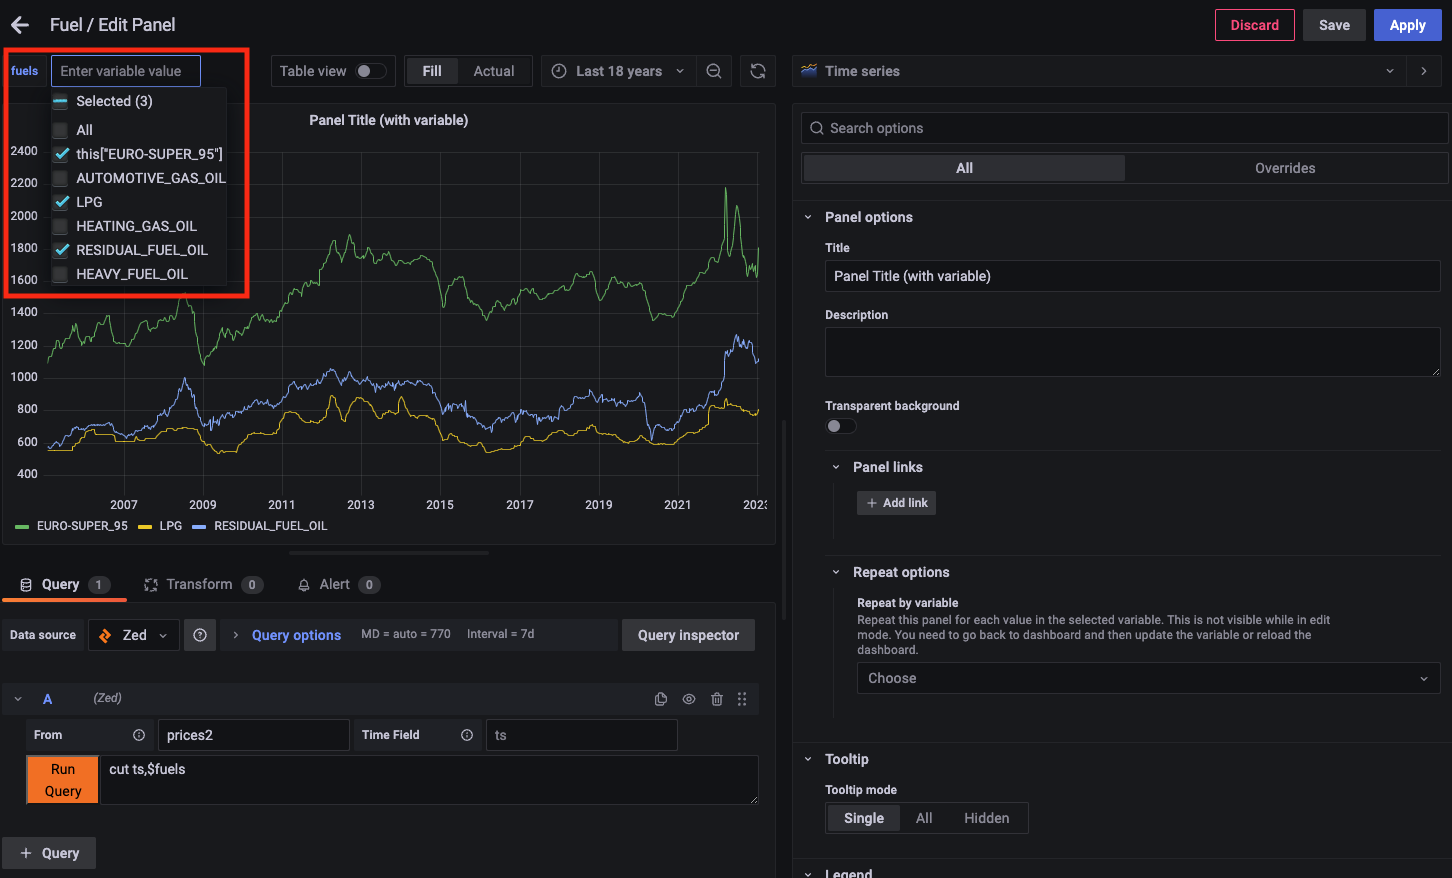 Fuel / Edit Panel
Discard
Save
Apply
fuels
Enter variable value
Table view
Fill
Actual
Last 18 years
Time series
Selected (3)
All
this["EURO-SUPER_95"]
AUTOMOTIVE_GAS_OIL
LPG
HEATING_GAS_OIL
RESIDUAL_FUEL_OIL
HEAVY_FUEL_OIL
Panel Title (with variable)
2400
2200
2000
1800
1600
1400
1200
1000
800
600
400
2007
2009
2011
2013
2015
2017
2019
2021
2023
EURO-SUPER_95
LPG
RESIDUAL_FUEL_OIL
Query
1
Transform
0
Alert
0
Data source
Zed
Query options
MD = auto = 770
Interval = 7d
Query inspector
A
(Zed)
From
prices2
Time Field
ts
Run
Query
cut ts,$fuels
+ Query
Search options
All
Overrides
Panel options
Title
Panel Title (with variable)
Description
Transparent background
Panel links
+ Add link
Repeat options
Repeat by variable
Repeat this panel for each value in the selected variable. This is not visible while in edit
mode. You need to go back to dashboard and then update the variable or reload the
dashboard.
Choose
Tooltip
Tooltip mode
Single
All
Hidden
Legend